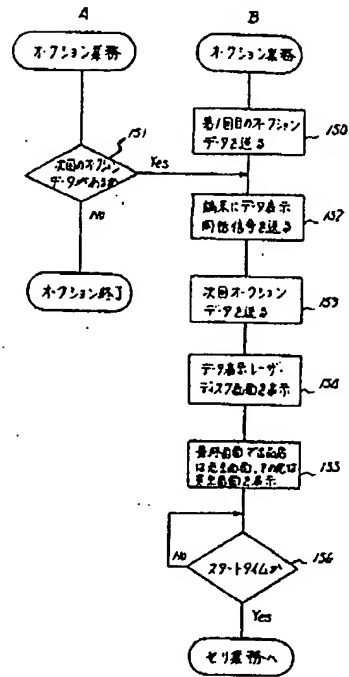 A
B
オークション業務
オークション業務
第1回目のオークション
データを送る
150
151
次回のオークション
データがあるか
Yes
No
端末にデータ表示
開始信号を送る
152
オークション終了
次回オークション
データを送る
153
データ表示レーザー
ディスク画面を表示
154
を表示
155
No
スタートタイムか
156
Yes
セリ業務へ